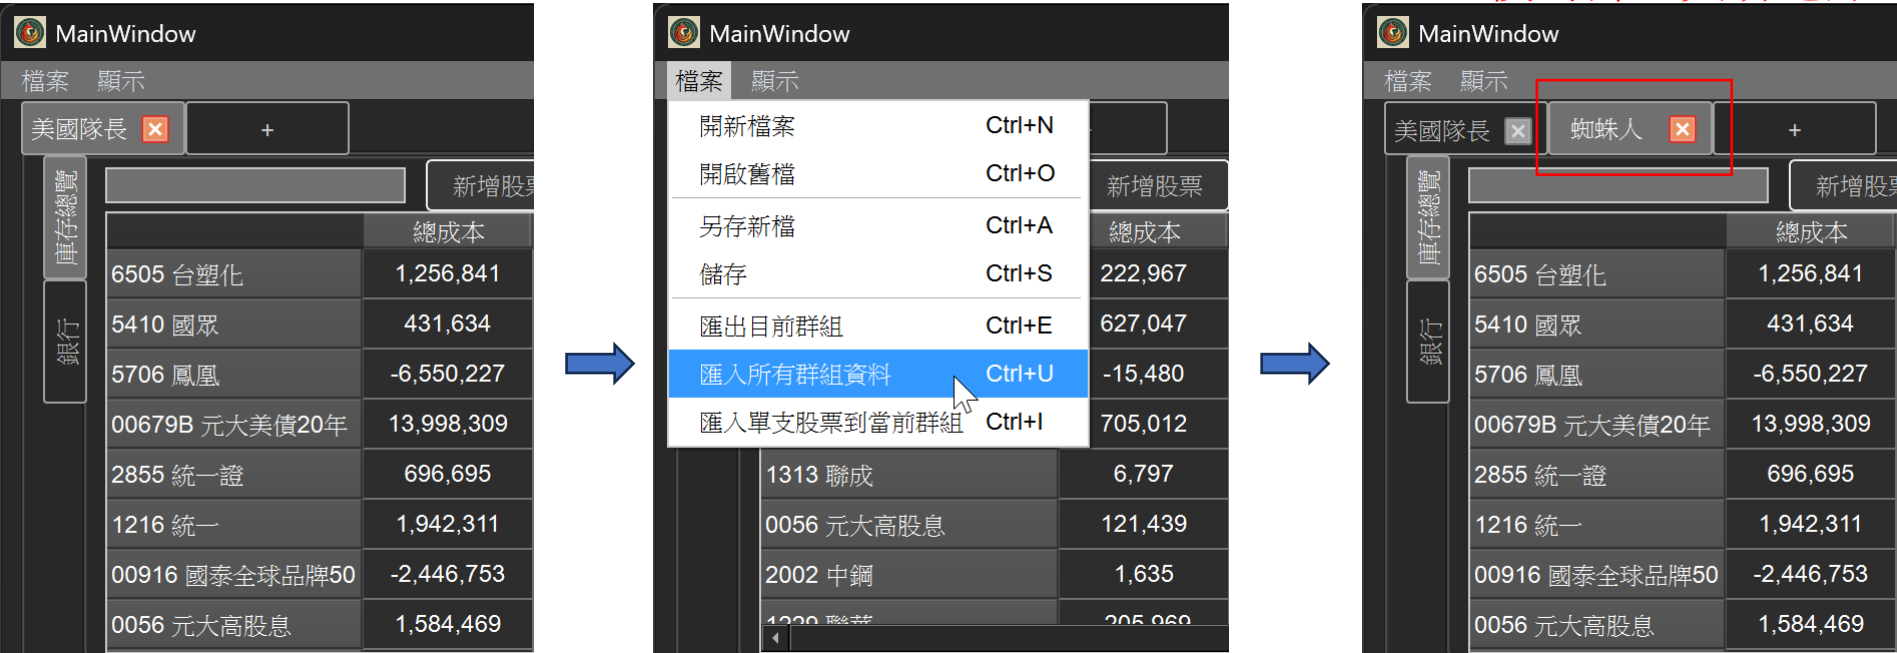 MainWindow
檔案 顯示
美國隊長 +
庫存總覽
銀行
新增股
總成本
6505 台塑化 1,256,841
5410 國眾 431,634
5706 鳳凰 -6,550,227
00679B 元大美債20年 13,998,309
2855 統一證 696,695
1216 統一 1,942,311
00916 國泰全球品牌50 -2,446,753
0056 元大高股息 1,584,469
MainWindow
檔案 顯示
開新檔案 Ctrl+N
開啟舊檔 Ctrl+O
另存新檔 Ctrl+A
儲存 Ctrl+S
匯出目前群組 Ctrl+E
匯入所有群組資料 Ctrl+U
匯入單支股票到當前群組 Ctrl+I
新增股票
總成本
222,967
627,047
-15,480
705,012
1313 聯成 6,797
0056 元大高股息 121,439
2002 中鋼 1,635
1229 聯華 205,969
MainWindow
檔案 顯示
美國隊長 蜘蛛人 +
庫存總覽
銀行
新增股
總成本
6505 台塑化 1,256,841
5410 國眾 431,634
5706 鳳凰 -6,550,227
00679B 元大美債20年 13,998,309
2855 統一證 696,695
1216 統一 1,942,311
00916 國泰全球品牌50 -2,446,753
0056 元大高股息 1,584,469